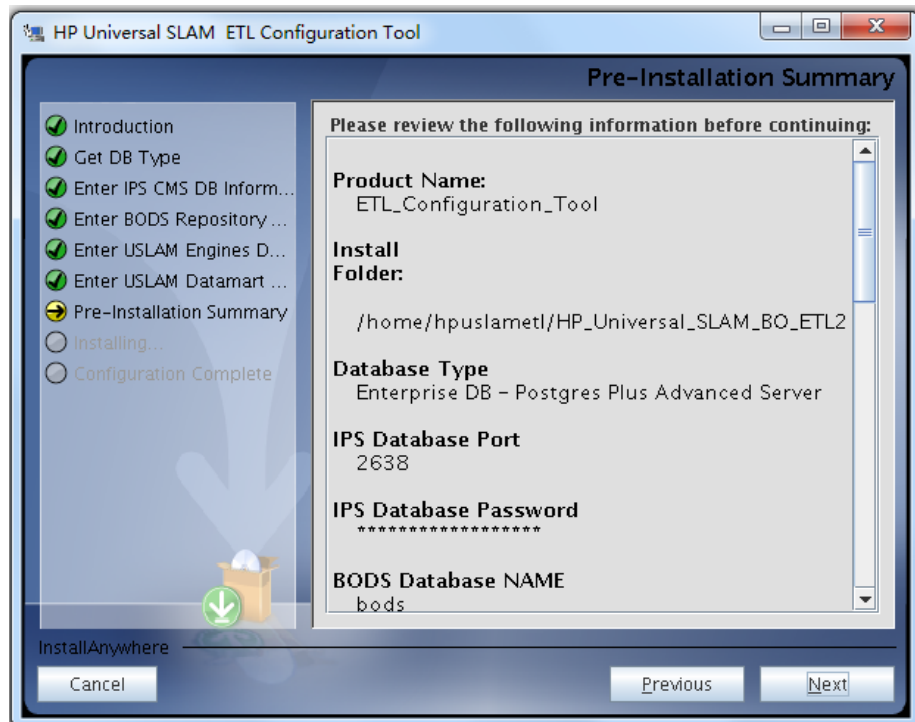 HP Universal SLAM ETL Configuration Tool
Pre-Installation Summary
Introduction
Get DB Type
Enter IPS CMS DB Inform...
Enter BODS Repository ...
Enter USLAM Engines D...
Enter USLAM Datamart ...
Pre-Installation Summary
Installing...
Configuration Complete
Please review the following information before continuing:
Product Name:
ETL_Configuration_Tool
Install
Folder:
/home/hpuslametl/HP_Universal_SLAM_BO_ETL2
Database Type
Enterprise DB – Postgres Plus Advanced Server
IPS Database Port
2638
IPS Database Password
******************
BODS Database NAME
bods
InstallAnywhere
Cancel
Previous
Next